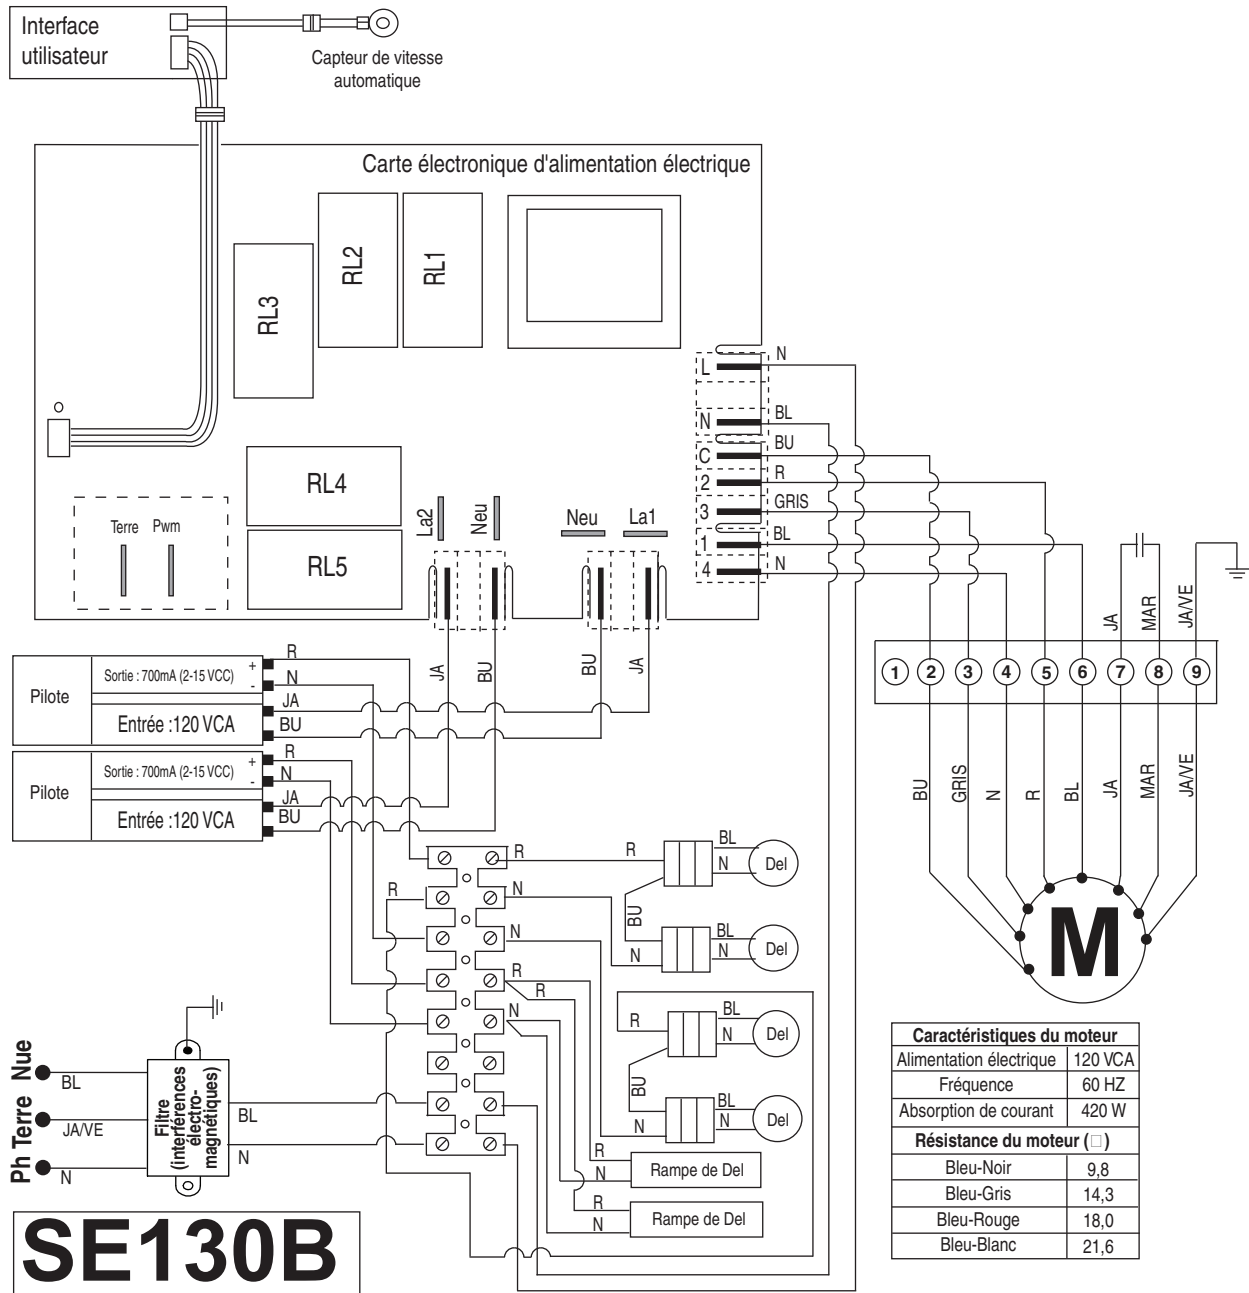 Interface
utilisateur
Capteur de vitesse
automatique
Carte électronique d'alimentation électrique
RL3
RL2
RL1
RL4
RL5
Terre Pwm
La2
Neu
Neu
La1
L
N
C
2
3
1
4
N
BL
BU
R
GRIS
BL
N
JA
MAR
JA/VE
1 2 3 4 5 6 7 8 9
BU
GRIS
N
R
BL
JA
MAR
JA/VE
M
JA
BU
BU
JA
Pilote
Sortie : 700mA (2-15 VCC)
+
-
Entrée :120 VCA
R
N
JA
BU
Pilote
Sortie : 700mA (2-15 VCC)
+
-
Entrée :120 VCA
R
N
JA
BU
R
R
N
N
R
R
N
R
BU
N
BL
N
Del
BL
N
Del
R
BU
N
BL
N
Del
BL
N
Del
R
N
Rampe de Del
R
N
Rampe de Del
Nue
Terre
Ph
BL
JA/VE
N
Filtre
(interférences
électro-
magnétiques)
BL
N
SE130B
Caractéristiques du moteur
Alimentation électrique 120 VCA
Fréquence 60 HZ
Absorption de courant 420 W
Résistance du moteur (□)
Bleu-Noir 9,8
Bleu-Gris 14,3
Bleu-Rouge 18,0
Bleu-Blanc 21,6